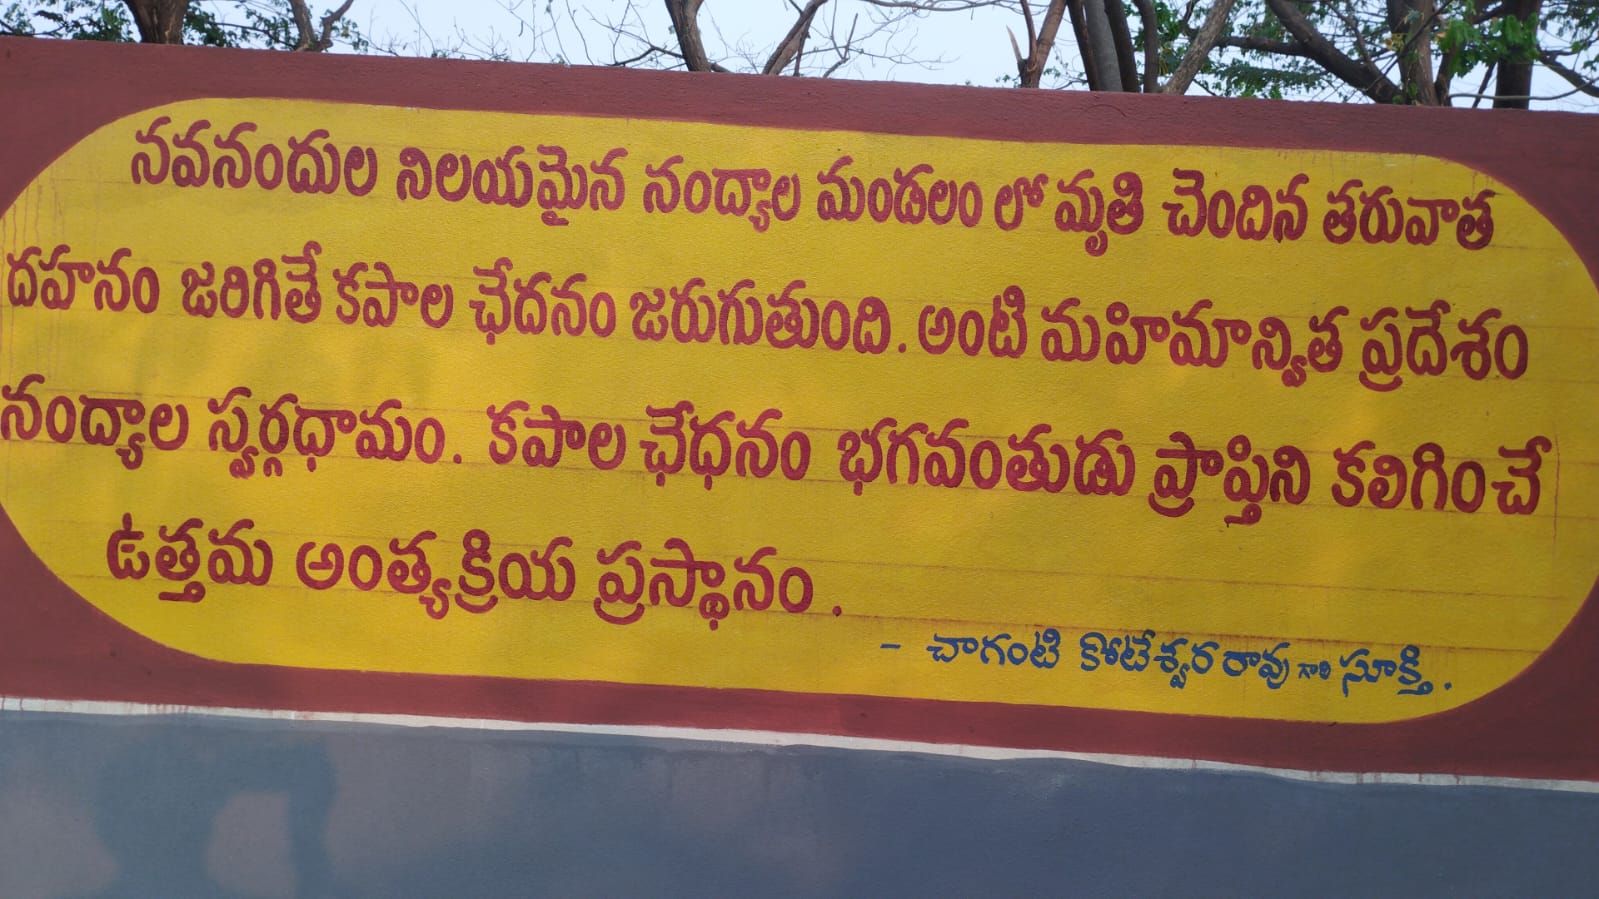 నవనందుల నిలయమైన నంద్యాల మండలం లో మృతి చెందిన తరువాత
దహనం జరిగితే కపాల ఛేదనం జరుగుతుంది. అంటి మహిమాన్విత ప్రదేశం
నంద్యాల స్వర్గధామం. కపాల ఛేధనం భగవంతుడు ప్రాప్తిని కలిగించే
ఉత్తమ అంత్యక్రియ ప్రస్థానం.
- చాగంటి కోటేశ్వర రావు గారి సూక్తి.